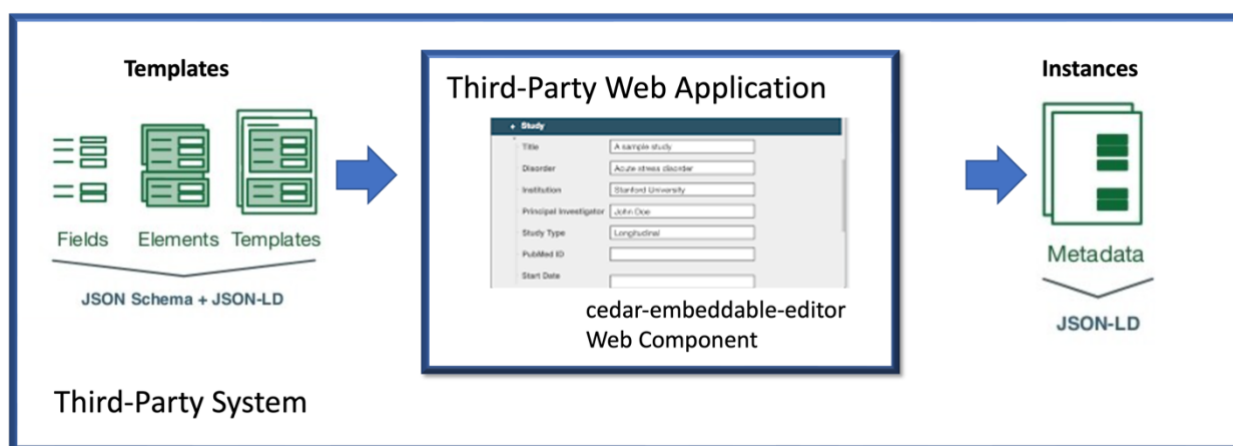 Templates
Fields
Elements
Templates
JSON Schema + JSON-LD
Third-Party System
Third-Party Web Application
+ Study
Title
A sample study
Disorder
Acute stress disorder
Institution
Stanford University
Principal Investigator
John Doe
Study Type
Longitudinal
PubMed ID
Start Date
cedar-embeddable-editor
Web Component
Instances
Metadata
JSON-LD